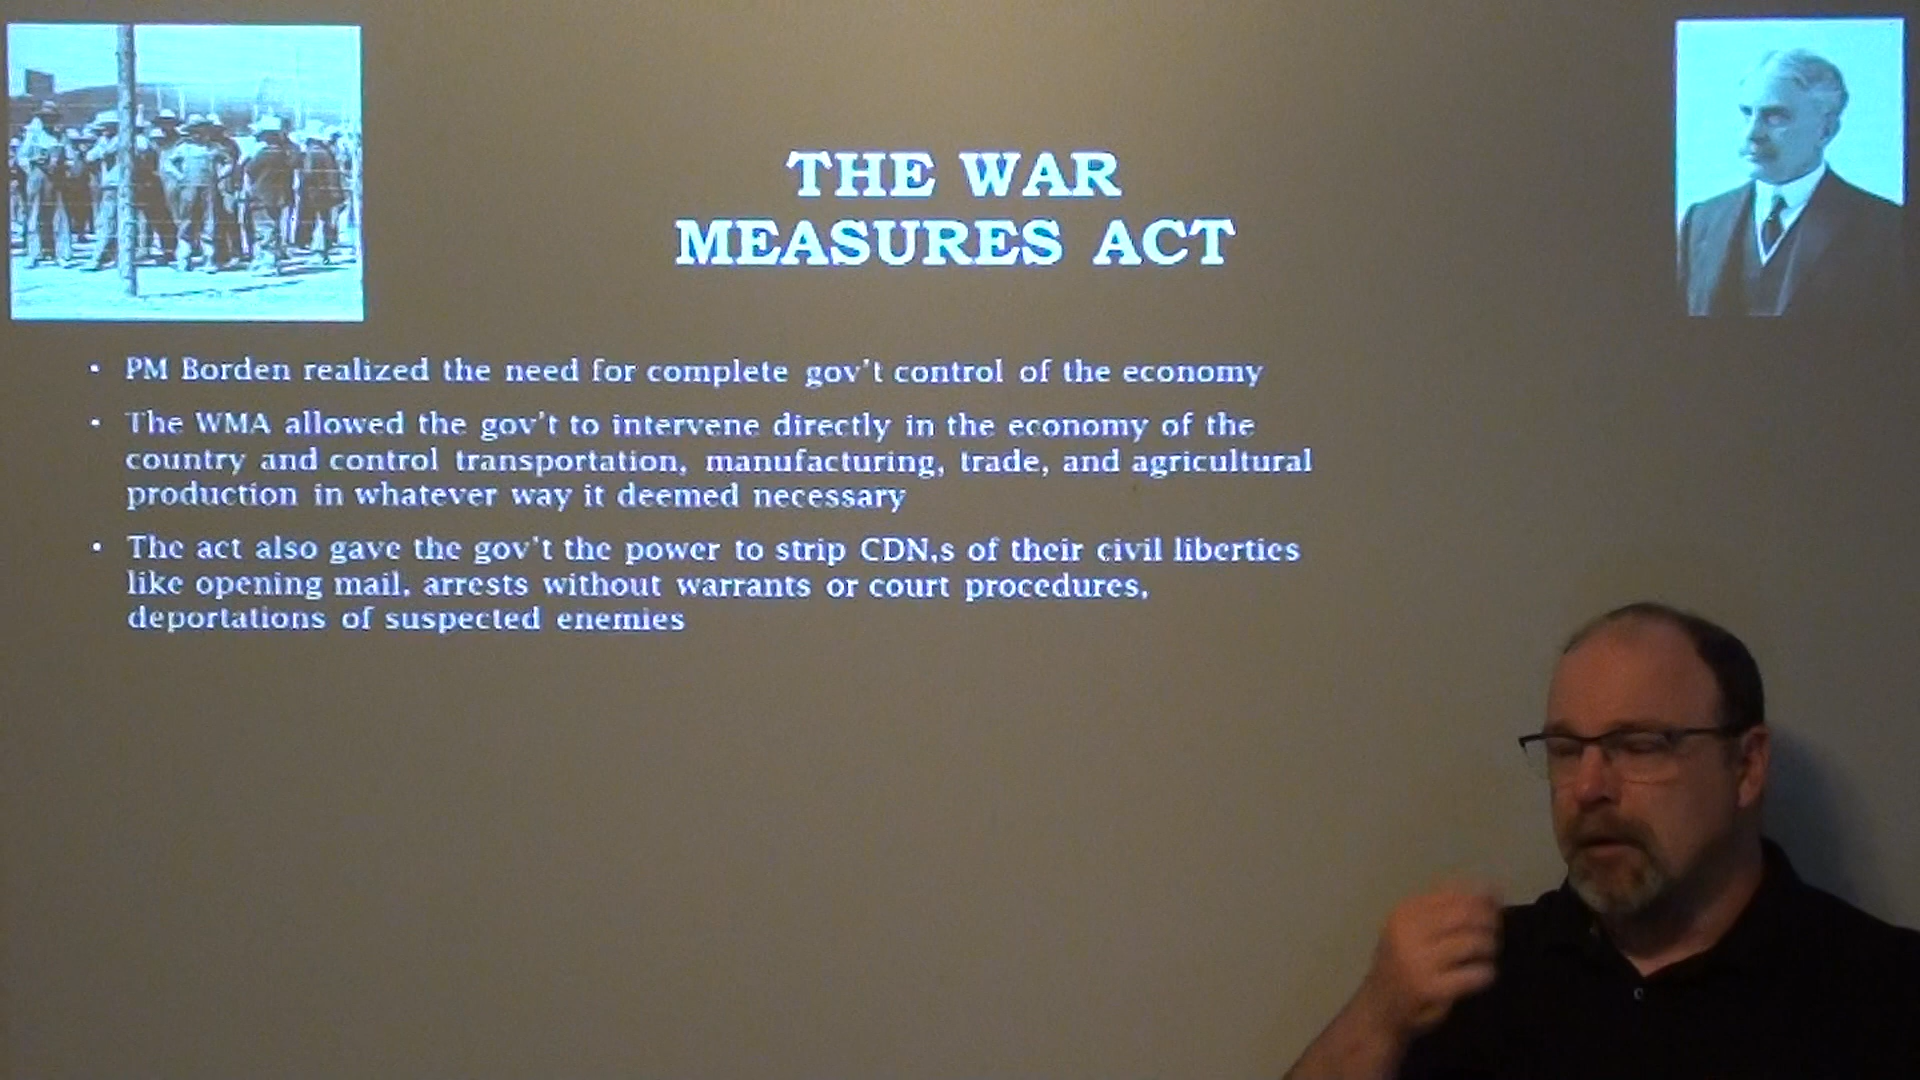 THE WAR
MEASURES ACT
• PM Borden realized the need for complete gov't control of the economy
• The WMA allowed the gov't to intervene directly in the economy of the
country and control transportation, manufacturing, trade, and agricultural
production in whatever way it deemed necessary
• The act also gave the gov't the power to strip CDN,s of their civil liberties
like opening mail, arrests without warrants or court procedures,
deportations of suspected enemies